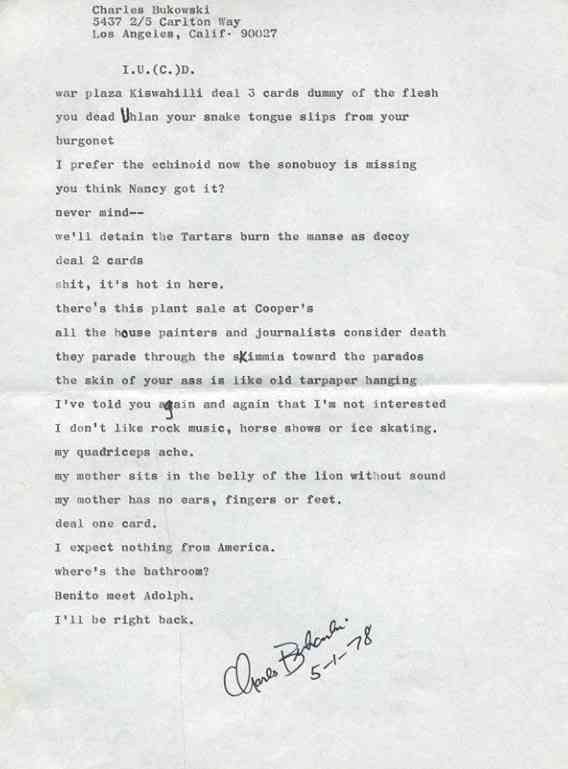 Charles Bukowski
5437 2/5 Carlton Way
Los Angeles, Calif. 90027
I.U.(C.)D.
war plaza Kiswahilli deal 3 cards dummy of the flesh
you dead Uhlan your snake tongue slips from your
burgonet
I prefer the echinoid now the sonobuoy is missing
you think Nancy got it?
never mind--
we'll detain the Tartars burn the manse as decoy
deal 2 cards
shit, it's hot in here.
there's this plant sale at Cooper's
all the house painters and journalists consider death
they parade through the sKimmia toward the parados
the skin of your ass is like old tarpaper hanging
I've told you again and again that I'm not interested
I don't like rock music, horse shows or ice skating.
my quadriceps ache.
my mother sits in the belly of the lion without sound
my mother has no ears, fingers or feet.
deal one card.
I expect nothing from America.
where's the bathroom?
Benito meet Adolph.
I'll be right back.
Charles Bukowski
5-1-78